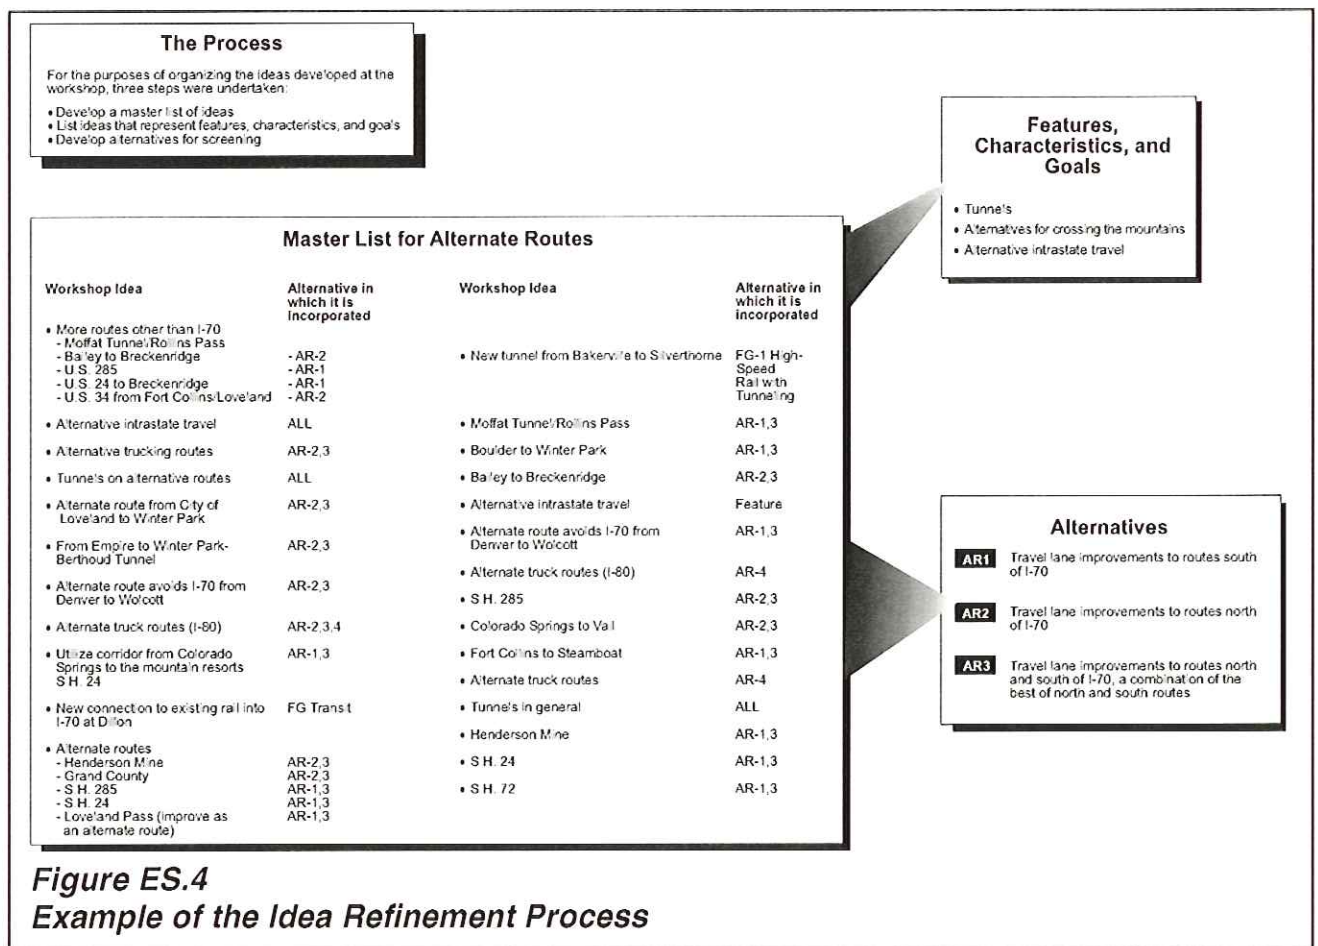 The Process
For the purposes of organizing the ideas developed at the
workshop, three steps were undertaken:
• Develop a master list of ideas
• List ideas that represent features, characteristics, and goals
• Develop alternatives for screening
Features,
Characteristics, and
Goals
• Tunnels
• Alternatives for crossing the mountains
• Alternative intrastate travel
Master List for Alternate Routes
Workshop Idea
Alternative in
which it is
incorporated
• More routes other than I-70
- Moffat Tunnel/Rollins Pass
- Bailey to Breckenridge - AR-2
- U.S. 285 - AR-1
- U.S. 24 to Breckenridge - AR-1
- U.S. 34 from Fort Collins/Loveland - AR-2
• Alternative intrastate travel ALL
• Alternative trucking routes AR-2,3
• Tunnels on alternative routes ALL
• Alternate route from City of AR-2,3
Loveland to Winter Park
• From Empire to Winter Park- AR-2,3
Berthoud Tunnel
• Alternate route avoids I-70 from AR-2,3
Denver to Wolcott
• Alternate truck routes (I-80) AR-2,3,4
• Utilize corridor from Colorado AR-1,3
Springs to the mountain resorts
S.H. 24
• New connection to existing rail into FG Transit
I-70 at Dillon
• Alternate routes
- Henderson Mine AR-2,3
- Grand County AR-2,3
- S.H. 285 AR-1,3
- S.H. 24 AR-1,3
- Loveland Pass (improve as AR-1,3
an alternate route)
Workshop Idea
Alternative in
which it is
incorporated
• New tunnel from Bakerville to Silverthorne FG-1 High-
Speed
Rail with
Tunneling
• Moffat Tunnel/Rollins Pass AR-1,3
• Boulder to Winter Park AR-1,3
• Bailey to Breckenridge AR-2,3
• Alternative intrastate travel Feature
• Alternate route avoids I-70 from AR-1,3
Denver to Wolcott
• Alternate truck routes (I-80) AR-4
• S.H. 285 AR-2,3
• Colorado Springs to Vail AR-2,3
• Fort Collins to Steamboat AR-1,3
• Alternate truck routes AR-4
• Tunnels in general ALL
• Henderson Mine AR-1,3
• S.H. 24 AR-1,3
• S.H. 72 AR-1,3
Alternatives
AR1 Travel lane improvements to routes south
of I-70
AR2 Travel lane improvements to routes north
of I-70
AR3 Travel lane improvements to routes north
and south of I-70, a combination of the
best of north and south routes
Figure ES.4
Example of the Idea Refinement Process